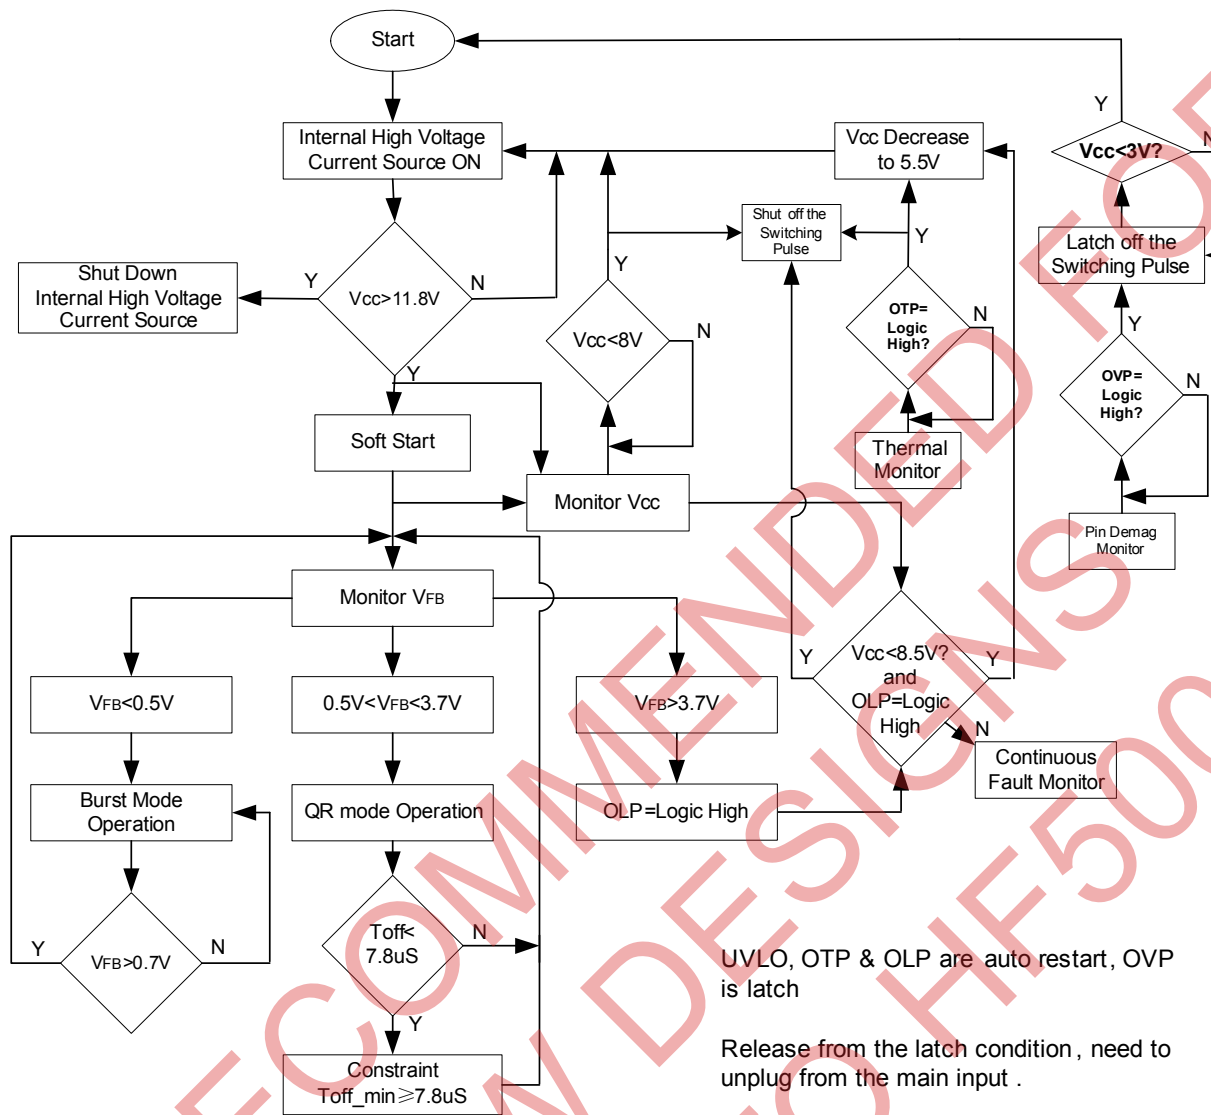 Start
Internal High Voltage
Current Source ON
Vcc Decrease
to 5.5V
Y
Vcc<3V?
N
Shut off the
Switching
Pulse
Latch off the
Switching Pulse
Shut Down
Internal High Voltage
Current Source
Y
Vcc>11.8V
N
Y
Vcc<8V
N
Y
OTP=
Logic
High?
N
Y
OVP=
Logic
High?
N
Y
Soft Start
Monitor Vcc
Thermal
Monitor
Pin Demag
Monitor
Monitor VFB
VFB<0.5V
0.5V<VFB<3.7V
VFB>3.7V
Y
Vcc<8.5V?
and
OLP=Logic
High
Y
N
Continuous
Fault Monitor
Burst Mode
Operation
QR mode Operation
OLP=Logic High
Y
VFB>0.7V
N
Toff<
7.8uS
N
Y
Constraint
Toff_min≥7.8uS
UVLO, OTP & OLP are auto restart, OVP
is latch
Release from the latch condition, need to
unplug from the main input .
ECOMMENDED FO
W DESIGNS
O HF500